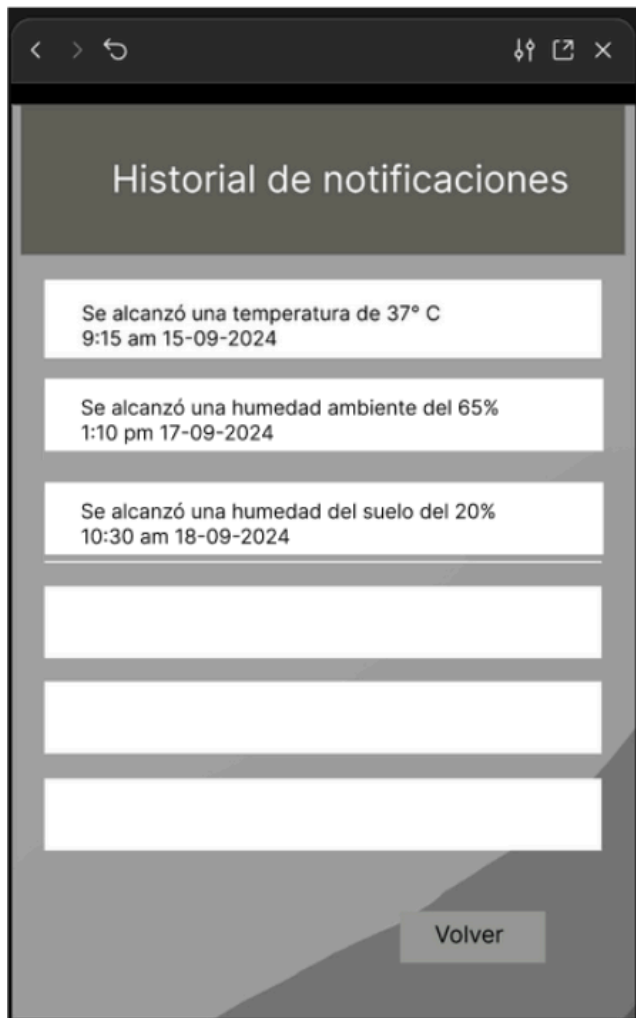 Historial de notificaciones
Se alcanzó una temperatura de 37° C
9:15 am 15-09-2024
Se alcanzó una humedad ambiente del 65%
1:10 pm 17-09-2024
Se alcanzó una humedad del suelo del 20%
10:30 am 18-09-2024
Volver